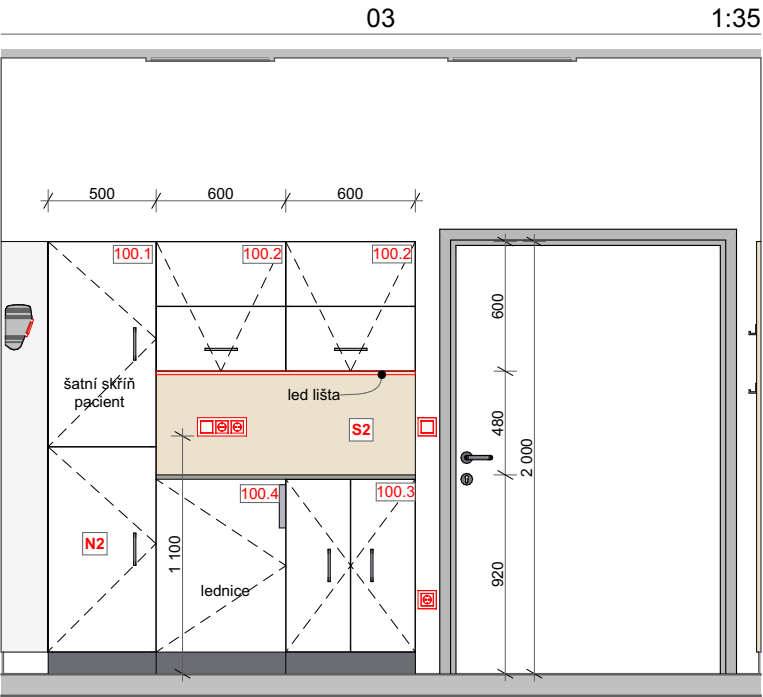 03 1:35
500 600 600
100.1 100.2 100.2
600
šatní skříň
pacient
led lišta
S2
480
2 000
100.4 100.3
N2
1 100
lednice
920